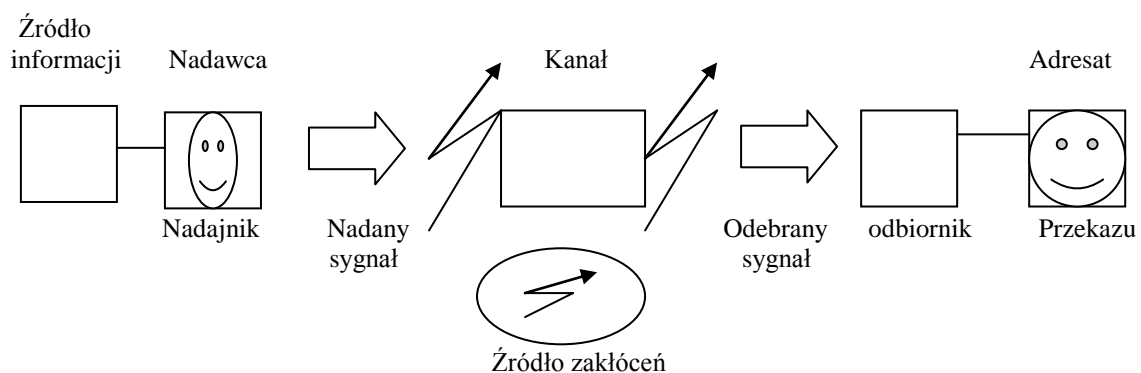 Źródło
informacji
Nadawca
Kanał
Adresat
Nadajnik
Nadany
sygnał
Odebrany
sygnał
odbiornik
Przekazu
Źródło zakłóceń